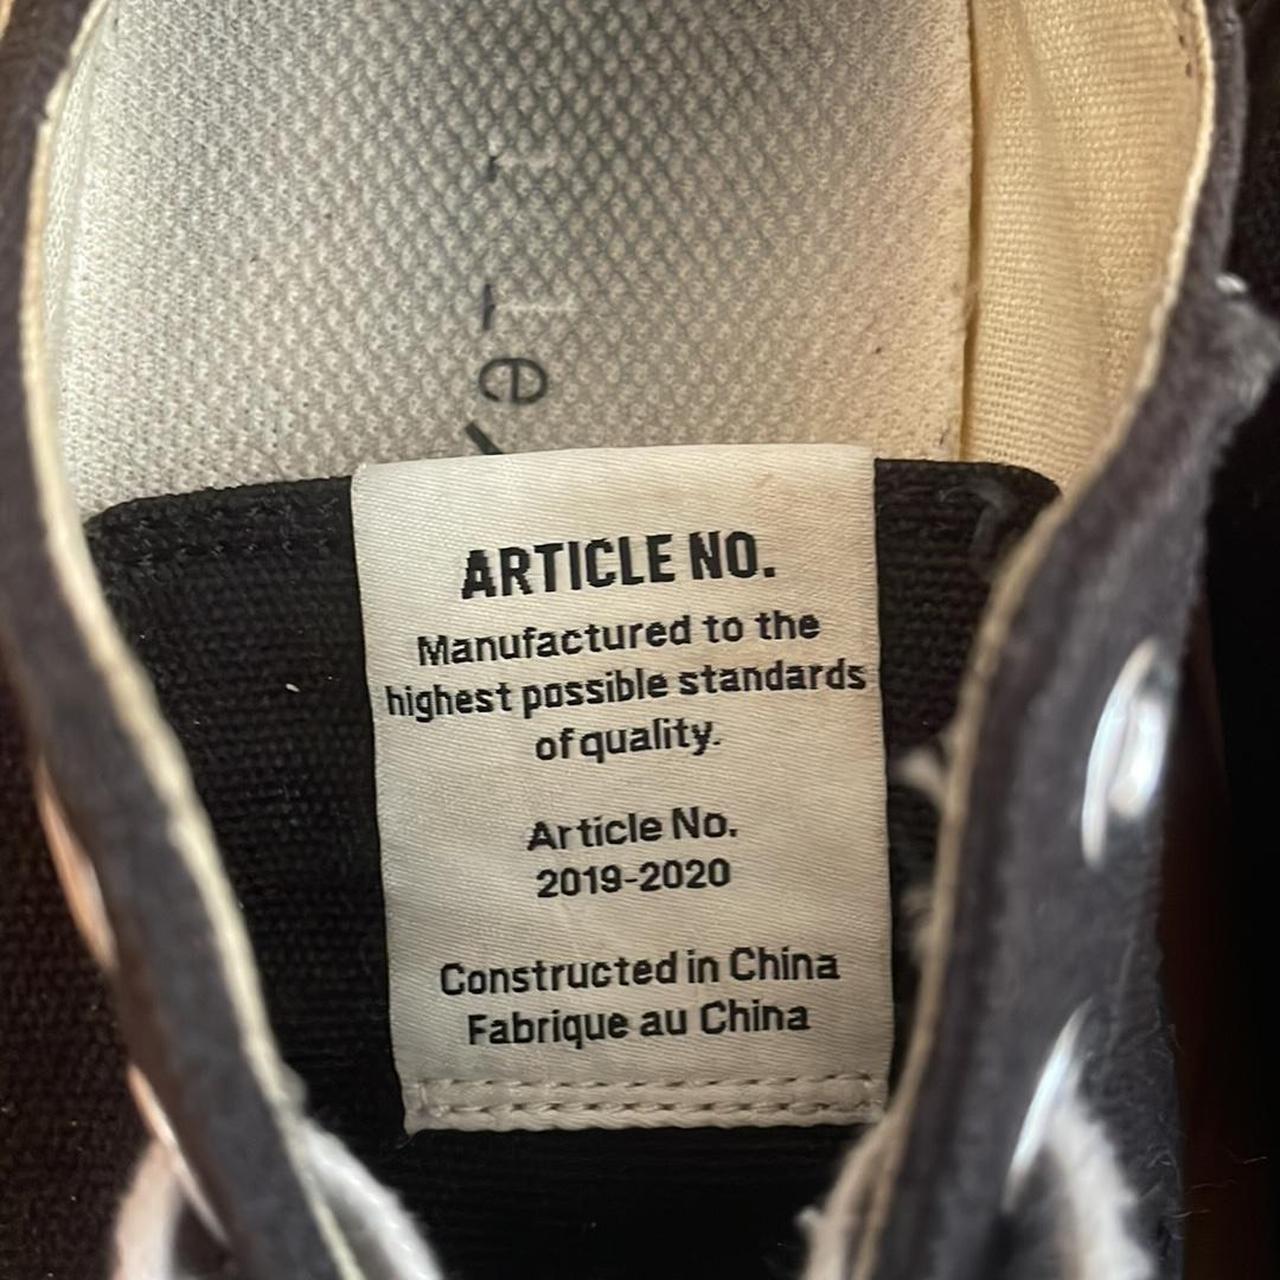 ARTICLE NO.
Manufactured to the
highest possible standards
of quality.
Article No.
2019-2020
Constructed in China
Fabrique au China